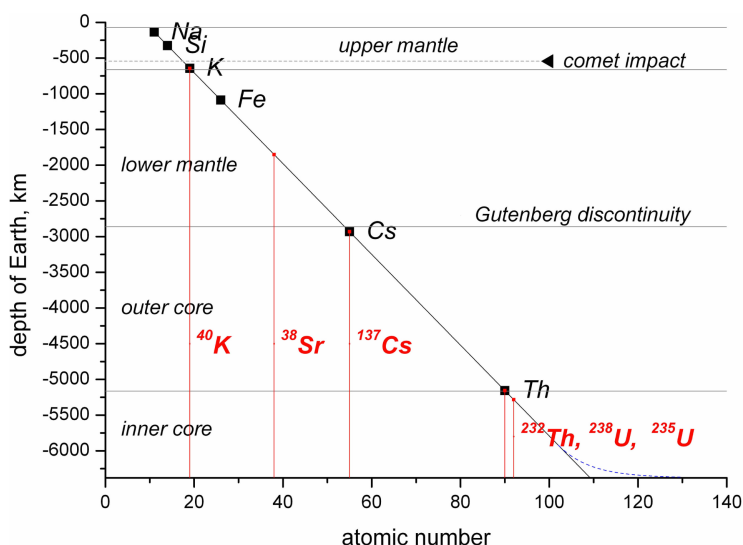 0
-500
-1000
-1500
-2000
-2500
-3000
-3500
-4000
-4500
-5000
-5500
-6000
depth of Earth, km
Na
Si
K
Fe
upper mantle
comet impact
lower mantle
Gutenberg discontinuity
Cs
outer core
⁴⁰K
³⁸Sr
¹³⁷Cs
Th
inner core
²³²Th, ²³⁸U, ²³⁵U
0 20 40 60 80 100 120 140
atomic number